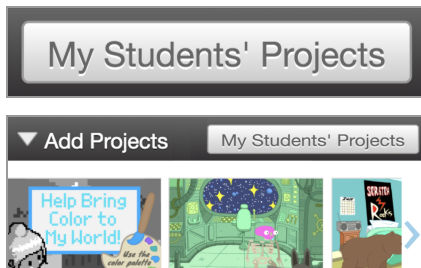 My Students' Projects
Add Projects
My Students' Projects
Help Bring
Color to
My World!
Use the
color palette
SCRATCH
Rocks